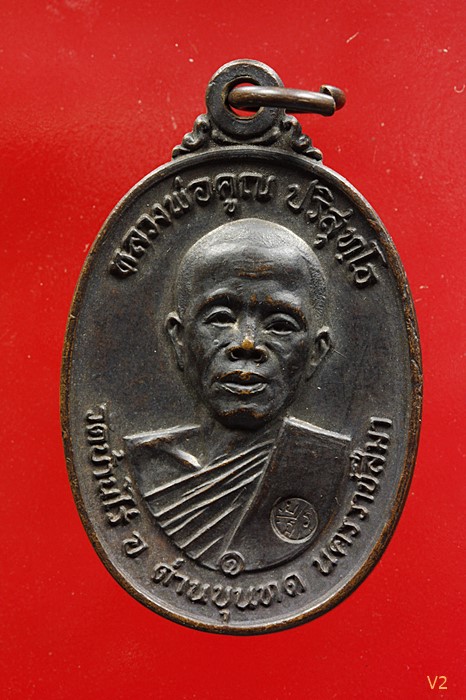 หลวงพ่อคูณ ปริสุทฺโธ
วัดบ้านไร่ อ. ด่านขุนทด นครราชสีมา
๑
V2